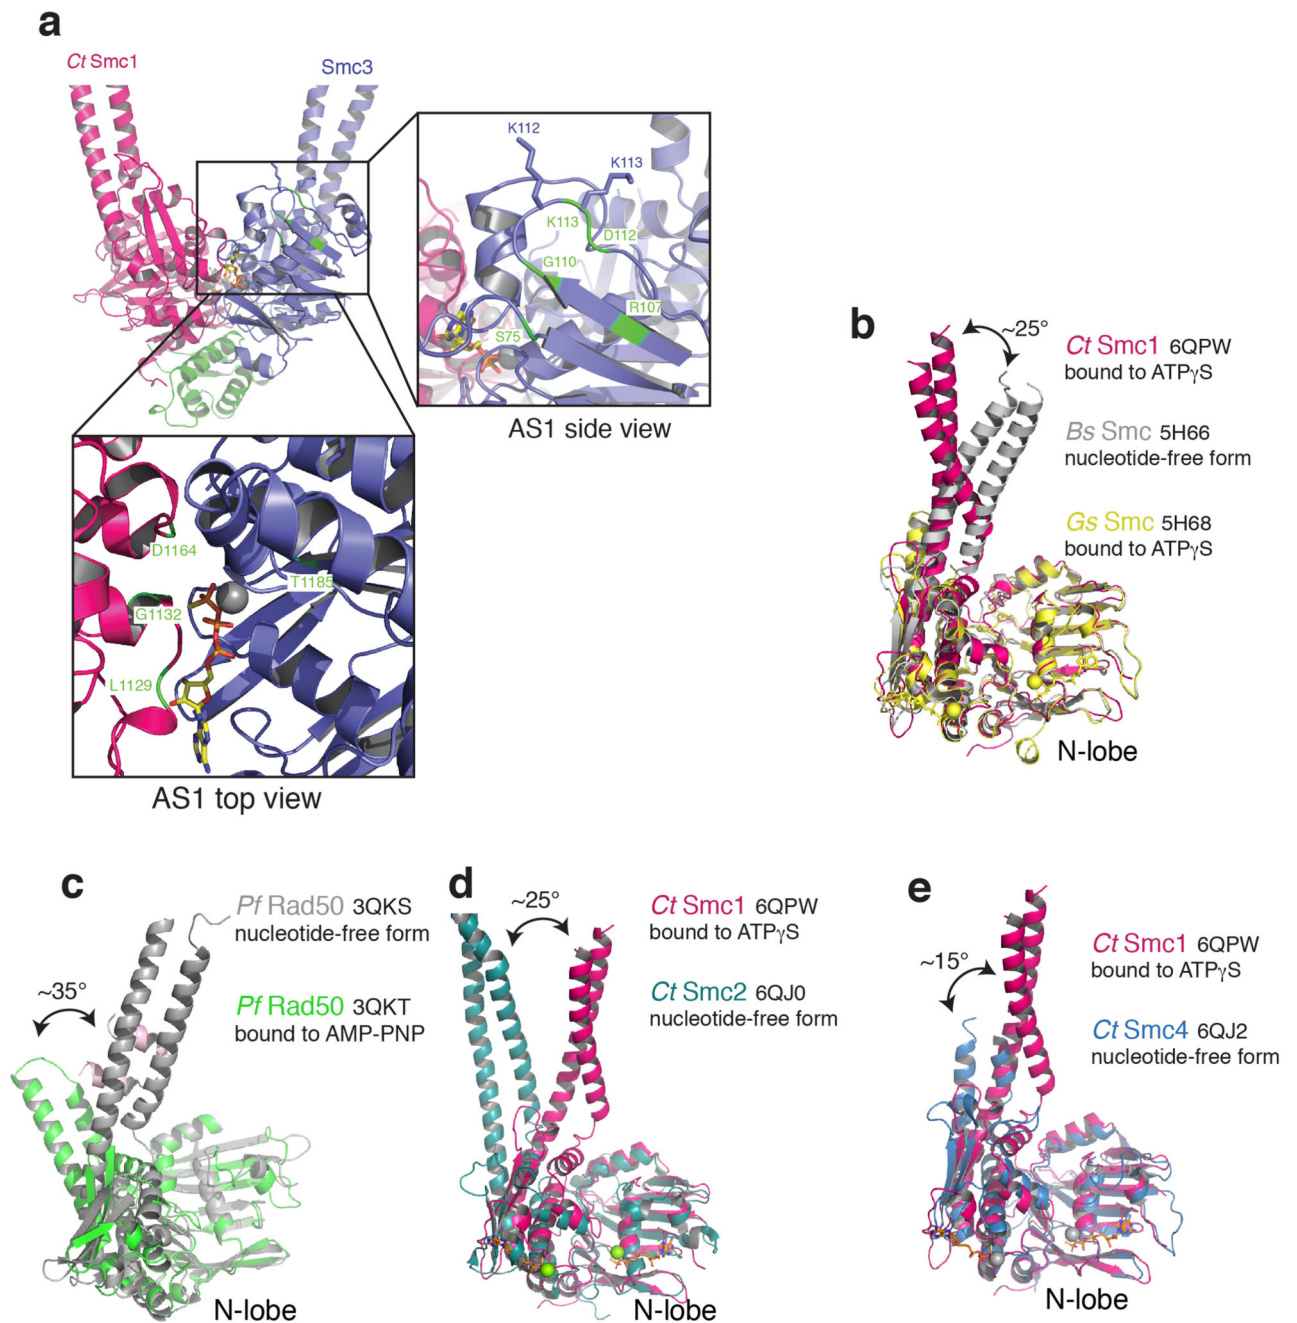 a
Ct Smc1
Smc3
K112
K113
K113
D112
G110
R107
S75
AS1 side view
D1164
T1185
G1132
L1129
AS1 top view
b
~25°
Ct Smc1 6QPW
bound to ATPγS
Bs Smc 5H66
nucleotide-free form
Gs Smc 5H68
bound to ATPγS
N-lobe
c
Pf Rad50 3QKS
nucleotide-free form
~35°
Pf Rad50 3QKT
bound to AMP-PNP
N-lobe
d
~25°
Ct Smc1 6QPW
bound to ATPγS
Ct Smc2 6QJ0
nucleotide-free form
N-lobe
e
~15°
Ct Smc1 6QPW
bound to ATPγS
Ct Smc4 6QJ2
nucleotide-free form
N-lobe